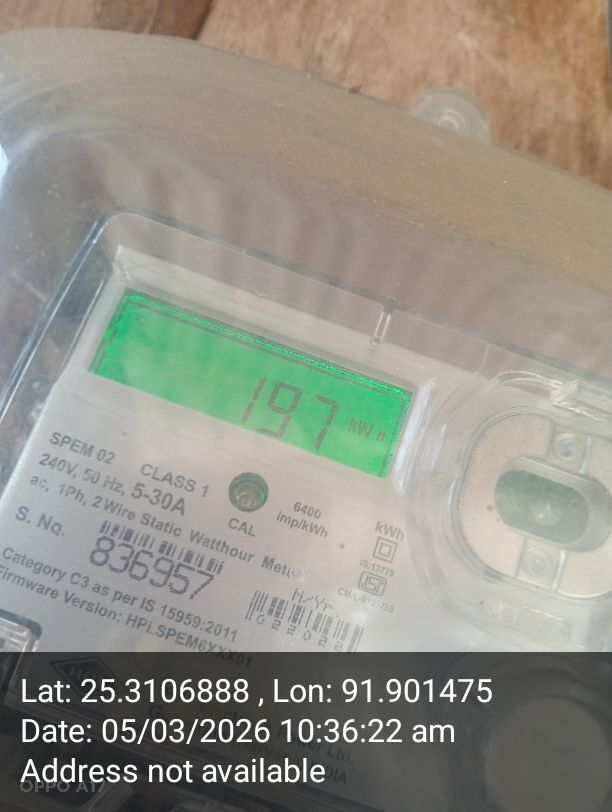 197 kWh
SPEM 02 CLASS 1
240V, 50 Hz, 5-30A
ac, 1Ph, 2 Wire Static Watthour
CAL
6400
imp/kWh
kWh
IS:13779
S. No.
836957
Category C3 as per IS 15959:2011
Firmware Version: HPLSPEM6XXX01
Lat: 25.3106888 , Lon: 91.901475
Date: 05/03/2026 10:36:22 am
Address not available